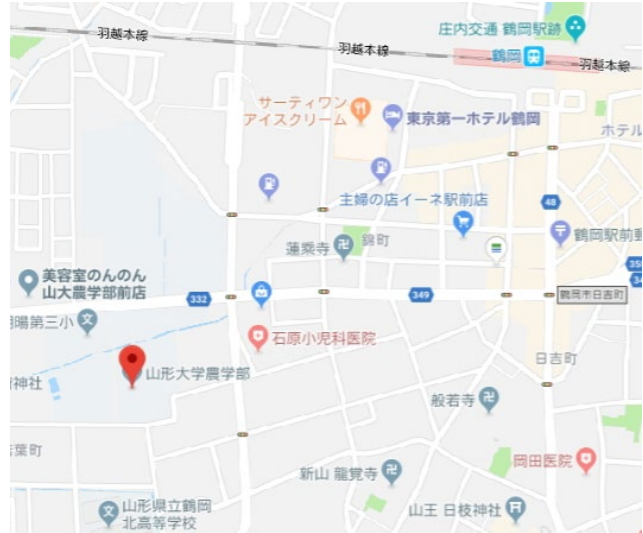 庄内交通 鶴岡駅跡
羽越本線
羽越本線
鶴岡
羽越本線
サーティワン
アイスクリーム
東京第一ホテル鶴岡
ホテル
主婦の店イーネ駅前店
48
鶴岡駅前郵
蓮乗寺
錦町
美容室のんのん
山大農学部前店
332
349
鶴岡市日吉町
暘第三小
石原小児科医院
日吉町
山形大学農学部
神社
般若寺
葉町
岡田医院
新山 龍覚寺
山形県立鶴岡
北高等学校
山王 日枝神社